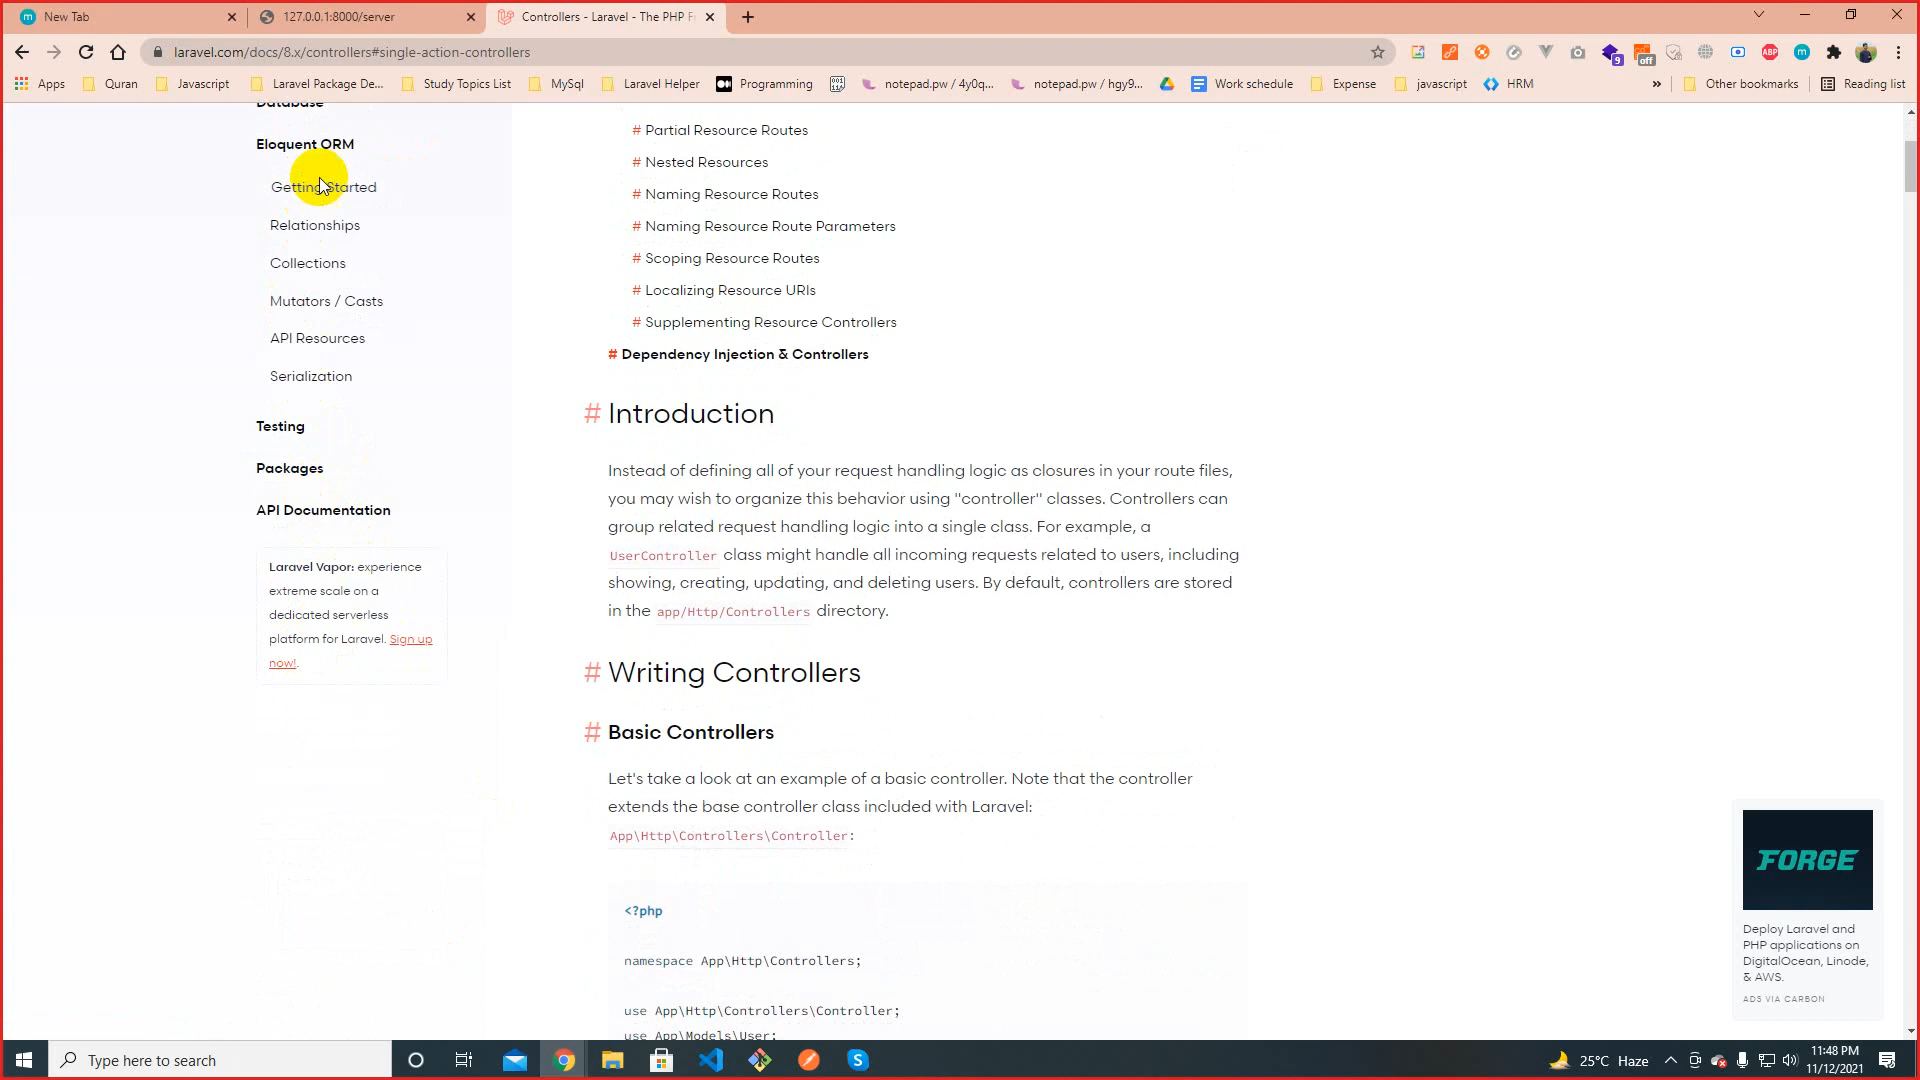 New Tab
127.0.0.1:8000/server
Controllers - Laravel - The PHP F
laravel.com/docs/8.x/controllers#single-action-controllers
9
off
ABP
m
Apps
Quran
Javascript
Laravel Package De...
Study Topics List
MySql
Laravel Helper
Programming
notepad.pw / 4y0q...
notepad.pw / hgy9...
Work schedule
Expense
javascript
HRM
»
Other bookmarks
Reading list
Database
Eloquent ORM
Getting Started
Relationships
Collections
Mutators / Casts
API Resources
Serialization
Testing
Packages
API Documentation
Laravel Vapor: experience
extreme scale on a
dedicated serverless
platform for Laravel. Sign up
now!.
# Partial Resource Routes
# Nested Resources
# Naming Resource Routes
# Naming Resource Route Parameters
# Scoping Resource Routes
# Localizing Resource URIs
# Supplementing Resource Controllers
# Dependency Injection & Controllers
# Introduction
Instead of defining all of your request handling logic as closures in your route files,
you may wish to organize this behavior using "controller" classes. Controllers can
group related request handling logic into a single class. For example, a
UserController class might handle all incoming requests related to users, including
showing, creating, updating, and deleting users. By default, controllers are stored
in the app/Http/Controllers directory.
# Writing Controllers
# Basic Controllers
Let's take a look at an example of a basic controller. Note that the controller
extends the base controller class included with Laravel:
App\Http\Controllers\Controller:
<?php
namespace App\Http\Controllers;
use App\Http\Controllers\Controller;
use App\Models\User;
FORGE
Deploy Laravel and
PHP applications on
DigitalOcean, Linode,
& AWS.
ADS VIA CARBON
Type here to search
25°C Haze
11:48 PM
11/12/2021